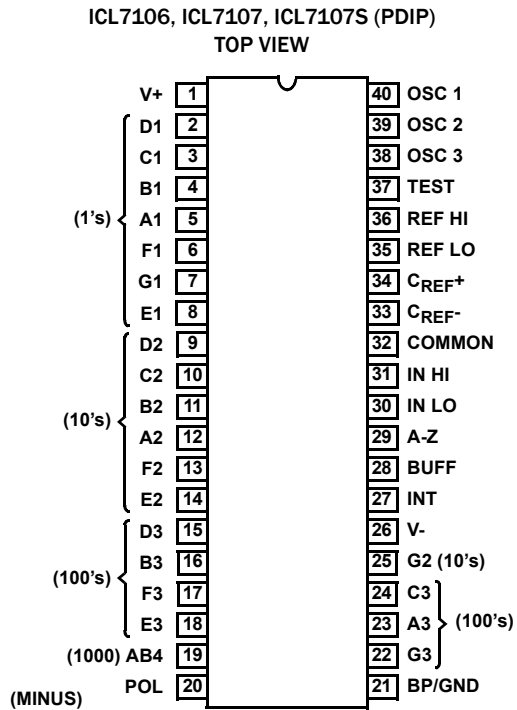 ICL7106, ICL7107, ICL7107S (PDIP)
TOP VIEW
V+ 1 40 OSC 1
D1 2 39 OSC 2
C1 3 38 OSC 3
B1 4 37 TEST
(1's) A1 5 36 REF HI
F1 6 35 REF LO
G1 7 34 CREF+
E1 8 33 CREF-
D2 9 32 COMMON
C2 10 31 IN HI
B2 11 30 IN LO
(10's) A2 12 29 A-Z
F2 13 28 BUFF
E2 14 27 INT
D3 15 26 V-
B3 16 25 G2 (10's)
(100's) F3 17 24 C3
E3 18 23 A3 (100's)
(1000) AB4 19 22 G3
(MINUS) POL 20 21 BP/GND